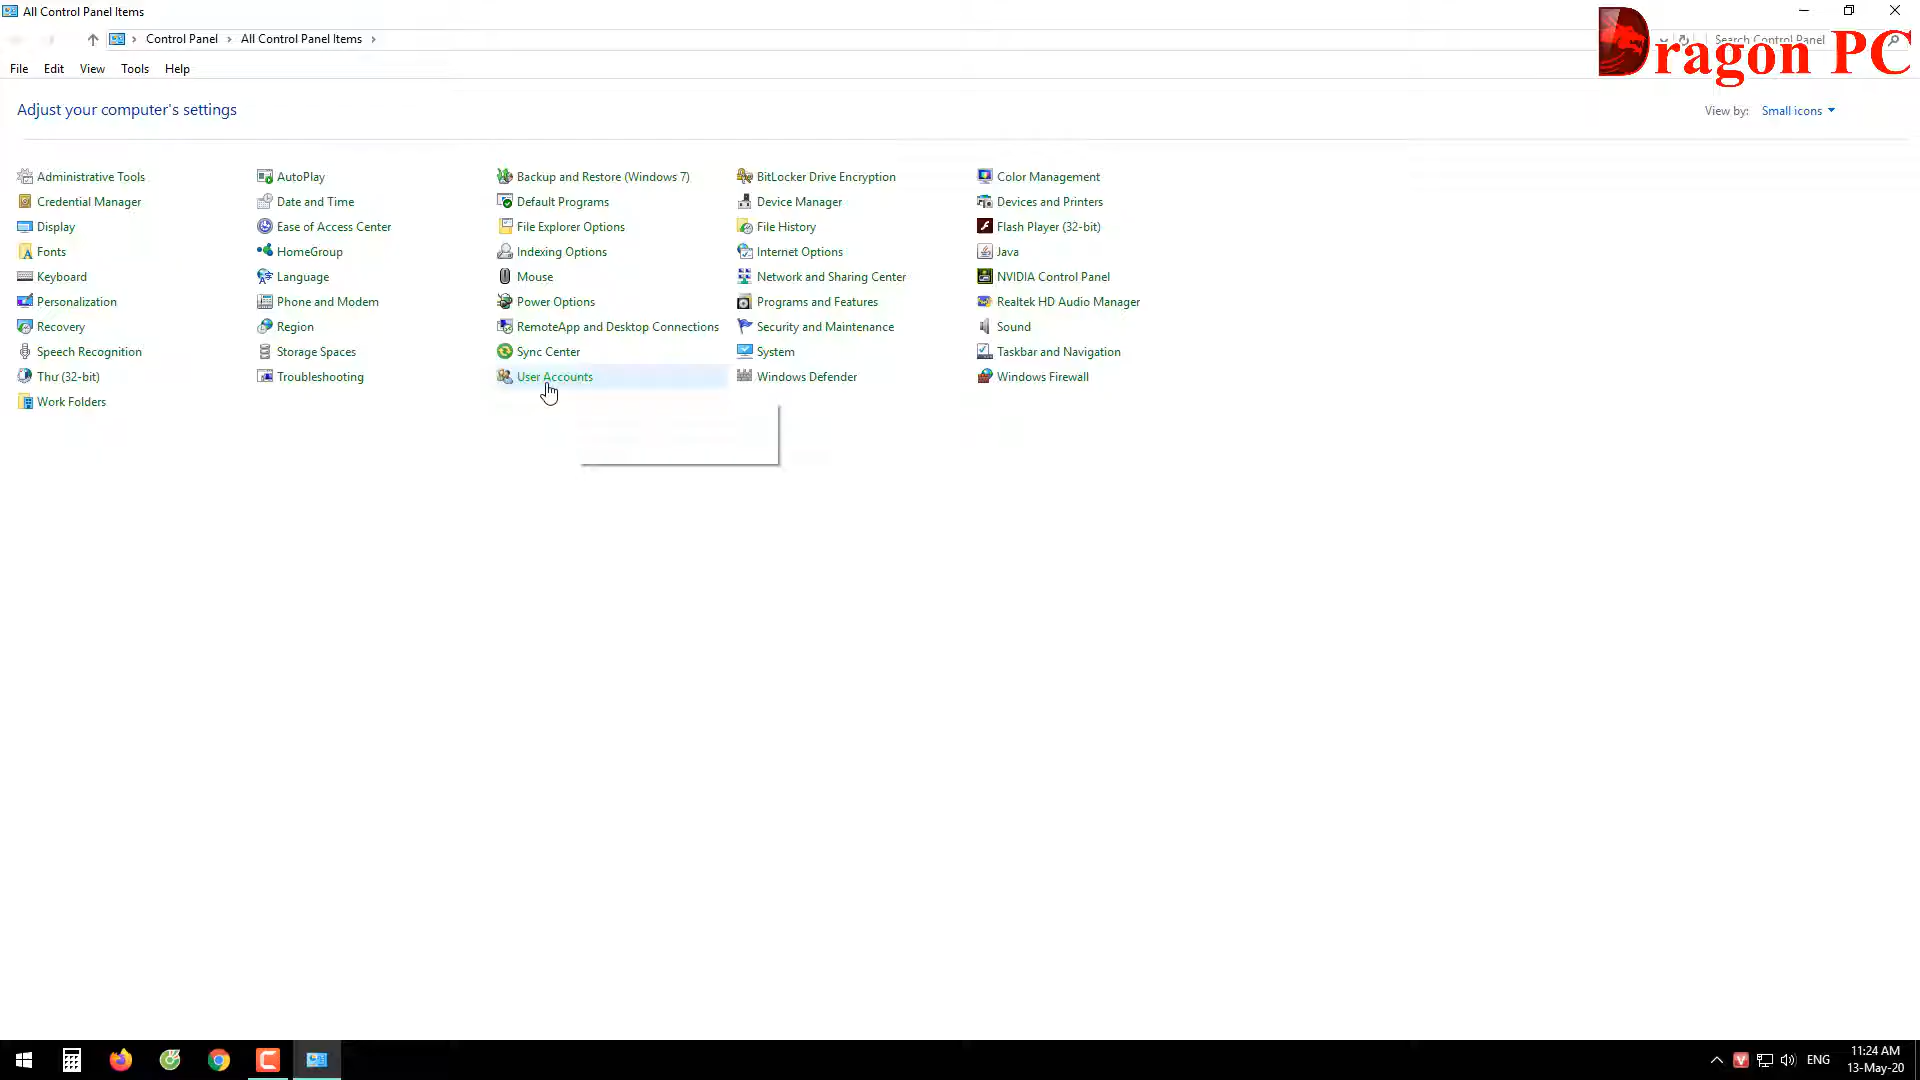 All Control Panel Items
Control Panel > All Control Panel Items >
Search Control Panel
Dragon PC
File Edit View Tools Help
Adjust your computer's settings
View by: Small icons
Administrative Tools
AutoPlay
Backup and Restore (Windows 7)
BitLocker Drive Encryption
Color Management
Credential Manager
Date and Time
Default Programs
Device Manager
Devices and Printers
Display
Ease of Access Center
File Explorer Options
File History
Flash Player (32-bit)
Fonts
HomeGroup
Indexing Options
Internet Options
Java
Keyboard
Language
Mouse
Network and Sharing Center
NVIDIA Control Panel
Personalization
Phone and Modem
Power Options
Programs and Features
Realtek HD Audio Manager
Recovery
Region
RemoteApp and Desktop Connections
Security and Maintenance
Sound
Speech Recognition
Storage Spaces
Sync Center
System
Taskbar and Navigation
Thư (32-bit)
Troubleshooting
User Accounts
Windows Defender
Windows Firewall
Work Folders
ENG
11:24 AM
13-May-20